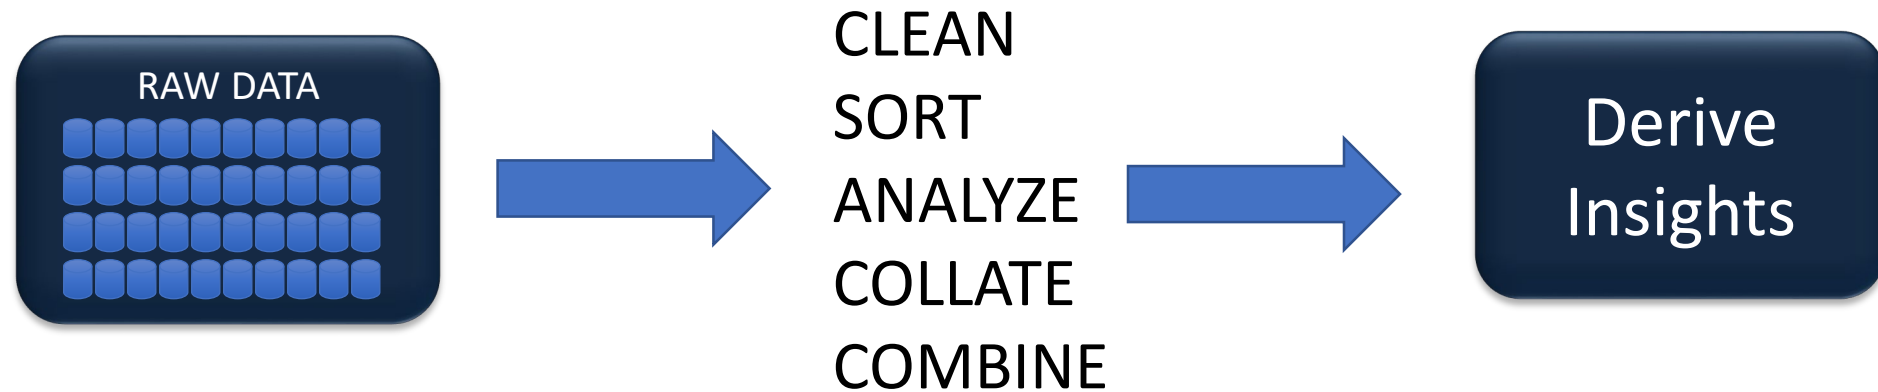 RAW DATA
CLEAN
SORT
ANALYZE
COLLATE
COMBINE
Derive
Insights